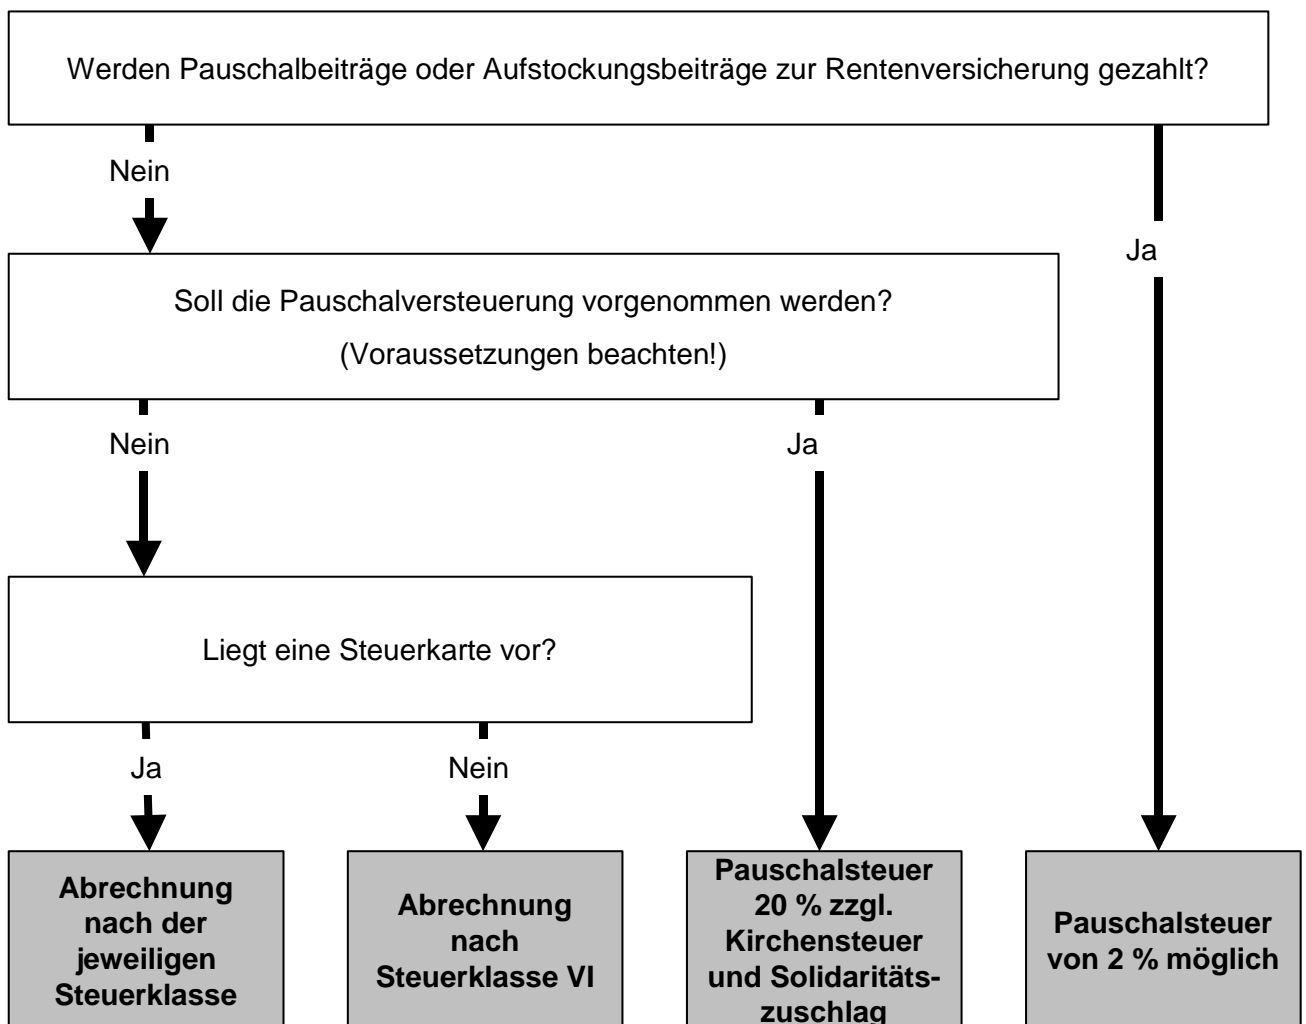 Werden Pauschalbeiträge oder Aufstockungsbeiträge zur Rentenversicherung gezahlt?
Nein
Ja
Soll die Pauschalversteuerung vorgenommen werden?
(Voraussetzungen beachten!)
Nein
Ja
Liegt eine Steuerkarte vor?
Ja
Nein
Abrechnung
nach der
jeweiligen
Steuerklasse
Abrechnung
nach
Steuerklasse VI
Pauschalsteuer
20 % zzgl.
Kirchensteuer
und Solidaritäts-
zuschlag
Pauschalsteuer
von 2 % möglich